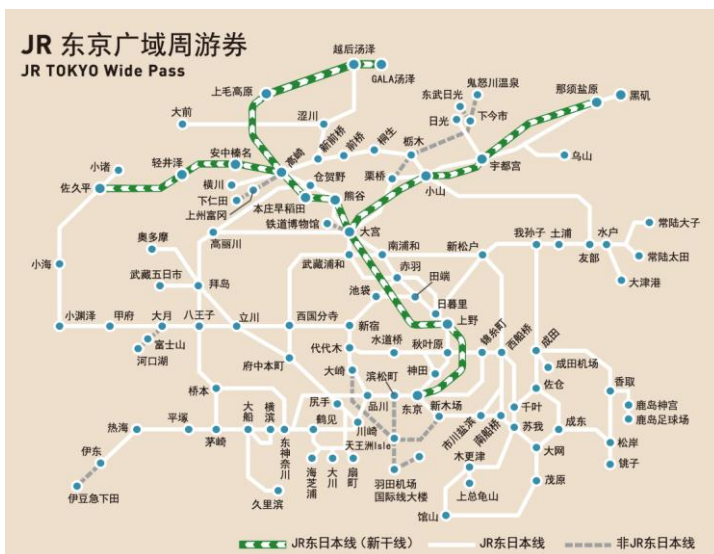 JR 东京广域周游券
JR TOKYO Wide Pass
越后汤泽
GALA汤泽
鬼怒川温泉
上毛高原
东武日光
那须盐原
黑矶
大前
涩川
日光
下今市
新前桥
前桥
桐生
栃木
安中榛名
高崎
小诸
轻井泽
宇都宫
乌山
佐久平
横川
仓贺野
栗桥
小山
下仁田
熊谷
上州富冈
本庄早稻田
铁道博物馆
大宫
常陆大子
奥多摩
高丽川
南浦和
新松户
我孙子
土浦
水户
小海
武藏浦和
友部
常陆太田
武藏五日市
拜岛
赤羽
田端
大津港
池袋
日暮里
小渊泽
甲府
大月
八王子
立川
西国分寺
新宿
上野
锦糸町
西船桥
成田
富士山
代代木
水道桥
秋叶原
成田机场
河口湖
府中本町
大崎
滨松町
神田
佐仓
香取
桥本
尻手
品川
东京
新木场
千叶
鹿岛神宫
鹿岛足球场
热海
平塚
茅崎
大船
横滨
东神奈川
鹤见
川崎
天王洲Isle
市川盐滨
南船桥
苏我
成东
松岸
伊东
木更津
大网
铫子
海芝浦
大川
扇町
羽田机场
国际线大楼
伊豆急下田
久里滨
上总龟山
茂原
馆山
JR东日本线（新干线）
JR东日本线
非JR东日本线